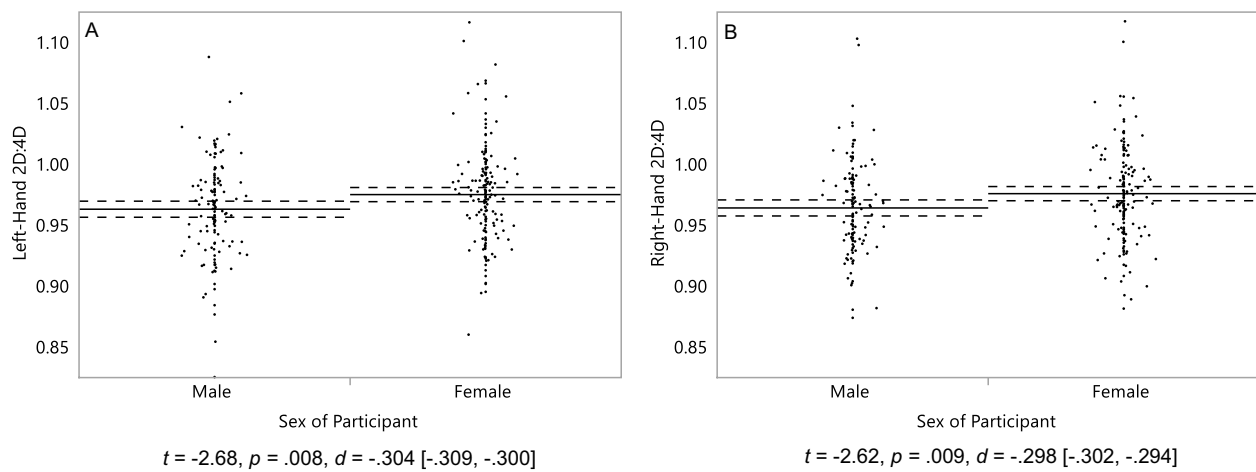 A
1.10
1.05
1.00
0.95
0.90
0.85
Left-Hand 2D:4D
Male Female
Sex of Participant
t = -2.68, p = .008, d = -.304 [-.309, -.300]
B
1.10
1.05
1.00
0.95
0.90
0.85
Right-Hand 2D:4D
Male Female
Sex of Participant
t = -2.62, p = .009, d = -.298 [-.302, -.294]